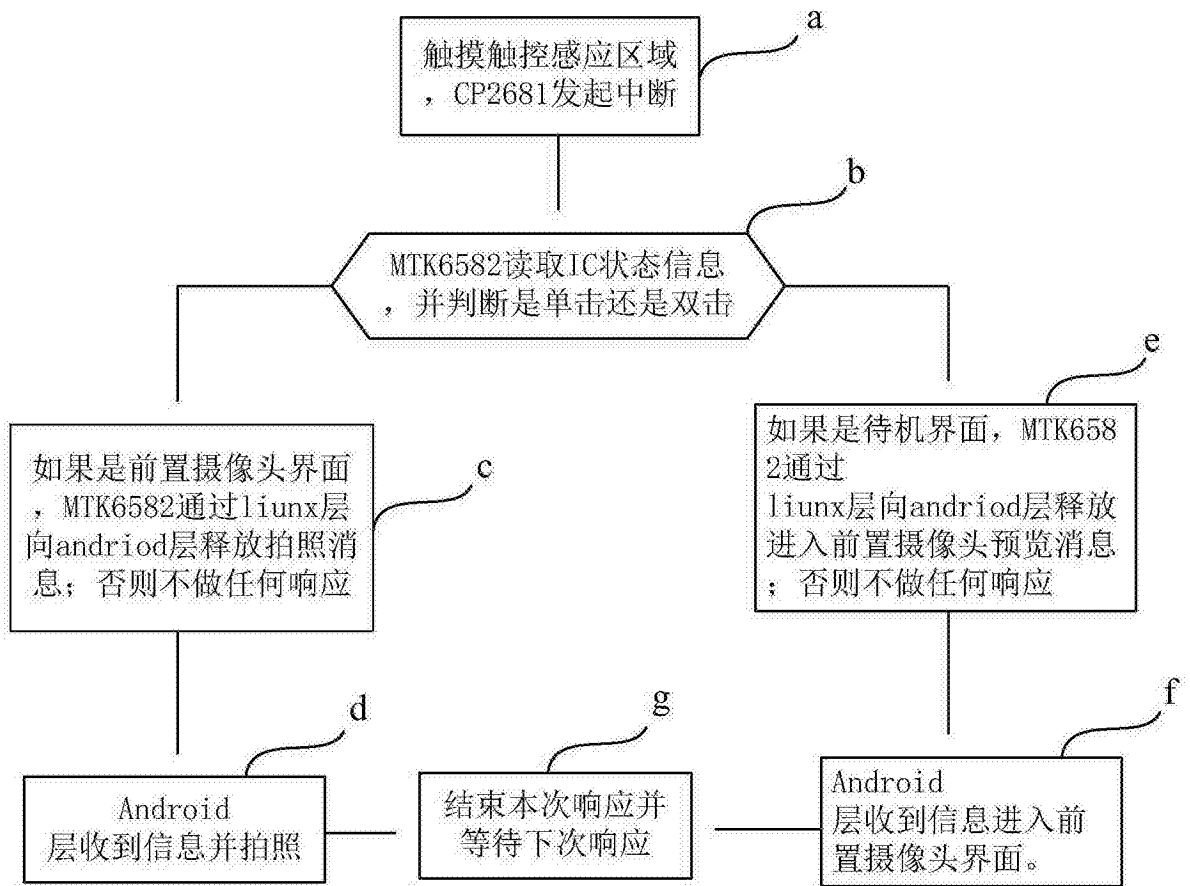 a
触摸触控感应区域
，CP2681发起中断
b
MTK6582读取IC状态信息
，并判断是单击还是双击
c
如果是前置摄像头界面
，MTK6582通过liunx层
向andriod层释放拍照消
息；否则不做任何响应
e
如果是待机界面，MTK658
2通过
liunx层向andriod层释放
进入前置摄像头预览消息
；否则不做任何响应
d
Android
层收到信息并拍照
g
结束本次响应并
等待下次响应
f
Android
层收到信息进入前
置摄像头界面。